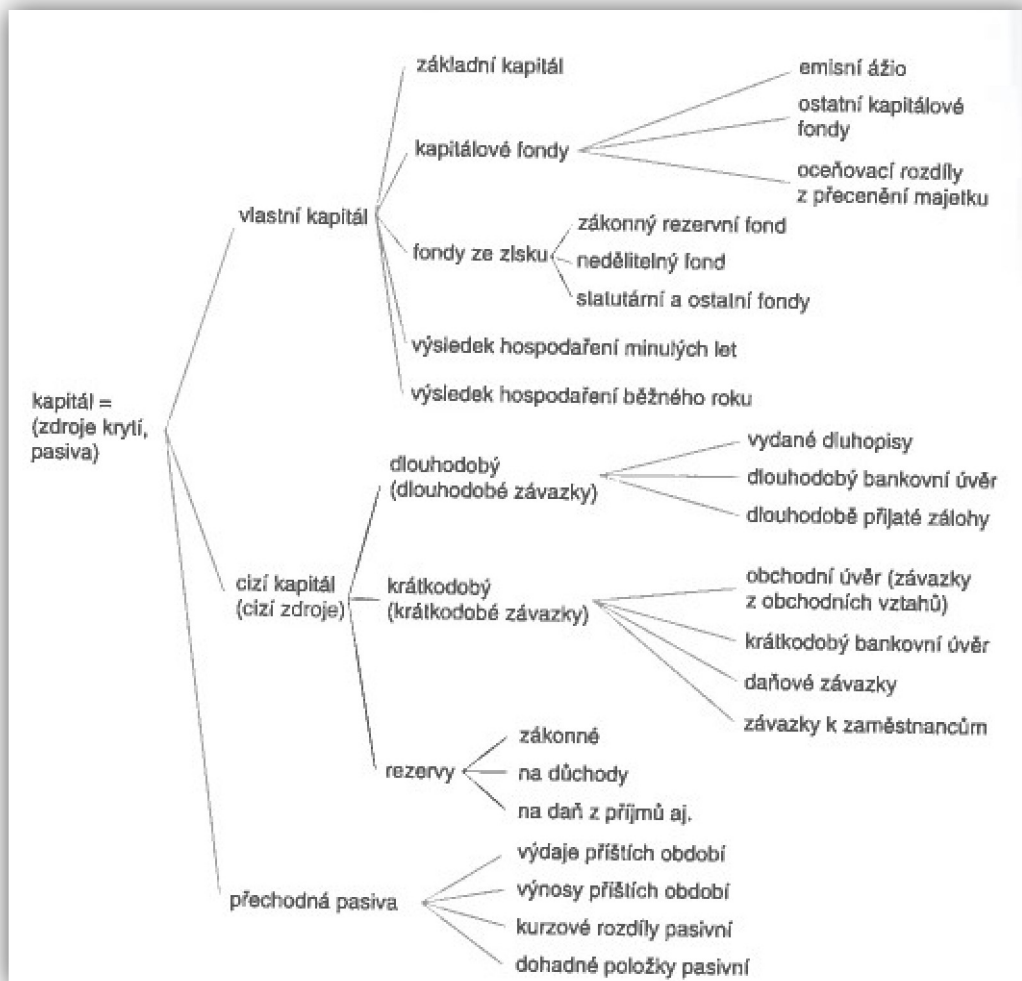 základní kapitál
emisní ážio
ostatní kapitálové
fondy
kapitálové fondy
oceňovací rozdíly
z přecenění majetku
vlastní kapitál
zákonný rezervní fond
fondy ze zisku
nedělitelný fond
statutární a ostatní fondy
výsledek hospodaření minulých let
výsledek hospodaření běžného roku
kapitál =
(zdroje krytí,
pasiva)
vydané dluhopisy
dlouhodobý
(dlouhodobé závazky)
dlouhodobý bankovní úvěr
dlouhodobě přijaté zálohy
cizí kapitál
(cizí zdroje)
krátkodobý
(krátkodobé závazky)
obchodní úvěr (závazky
z obchodních vztahů)
krátkodobý bankovní úvěr
daňové závazky
závazky k zaměstnancům
zákonné
rezervy
na důchody
na daň z příjmů aj.
výdaje příštích období
přechodná pasiva
výnosy příštích období
kurzové rozdíly pasivní
dohadné položky pasivní